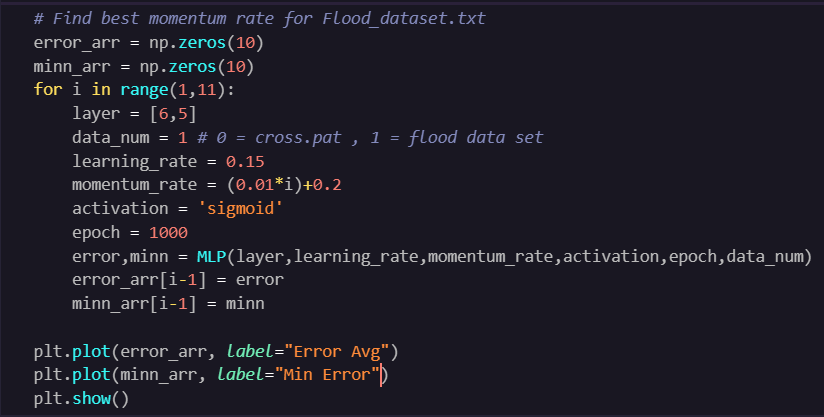 # Find best momentum rate for Flood_dataset.txt
error_arr = np.zeros(10)
minn_arr = np.zeros(10)
for i in range(1,11):
    layer = [6,5]
    data_num = 1 # 0 = cross.pat , 1 = flood data set
    learning_rate = 0.15
    momentum_rate = (0.01*i)+0.2
    activation = 'sigmoid'
    epoch = 1000
    error,minn = MLP(layer,learning_rate,momentum_rate,activation,epoch,data_num)
    error_arr[i-1] = error
    minn_arr[i-1] = minn

plt.plot(error_arr, label="Error Avg")
plt.plot(minn_arr, label="Min Error")
plt.show()